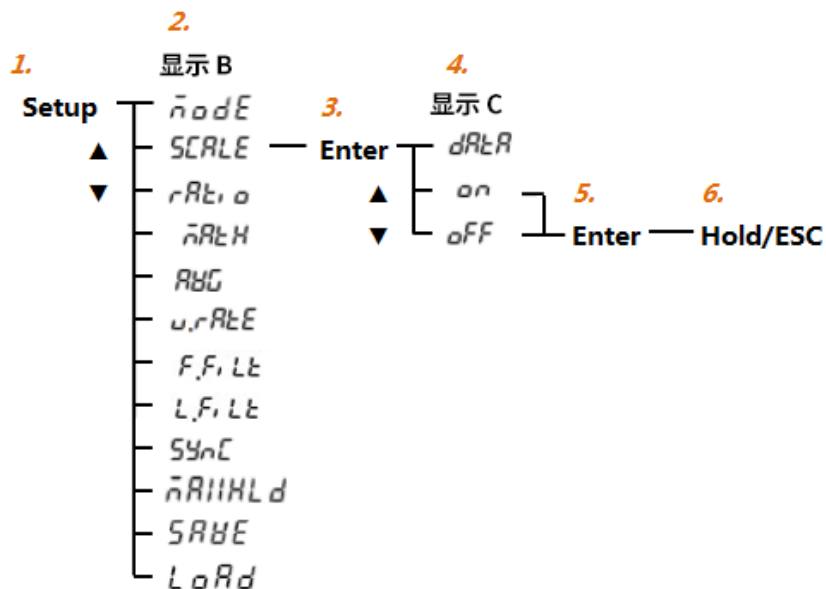 2.
1. 显示 B 4.
Setup modE 3. 显示 C
▲ SCALE Enter dAtA
▼ rAtio ▲ on 5. 6.
mAtH ▼ oFF Enter Hold/ESC
AVG
u.rAtE
F.FiLt
L.FiLt
SYnC
mAXHLd
SAVE
LoAd